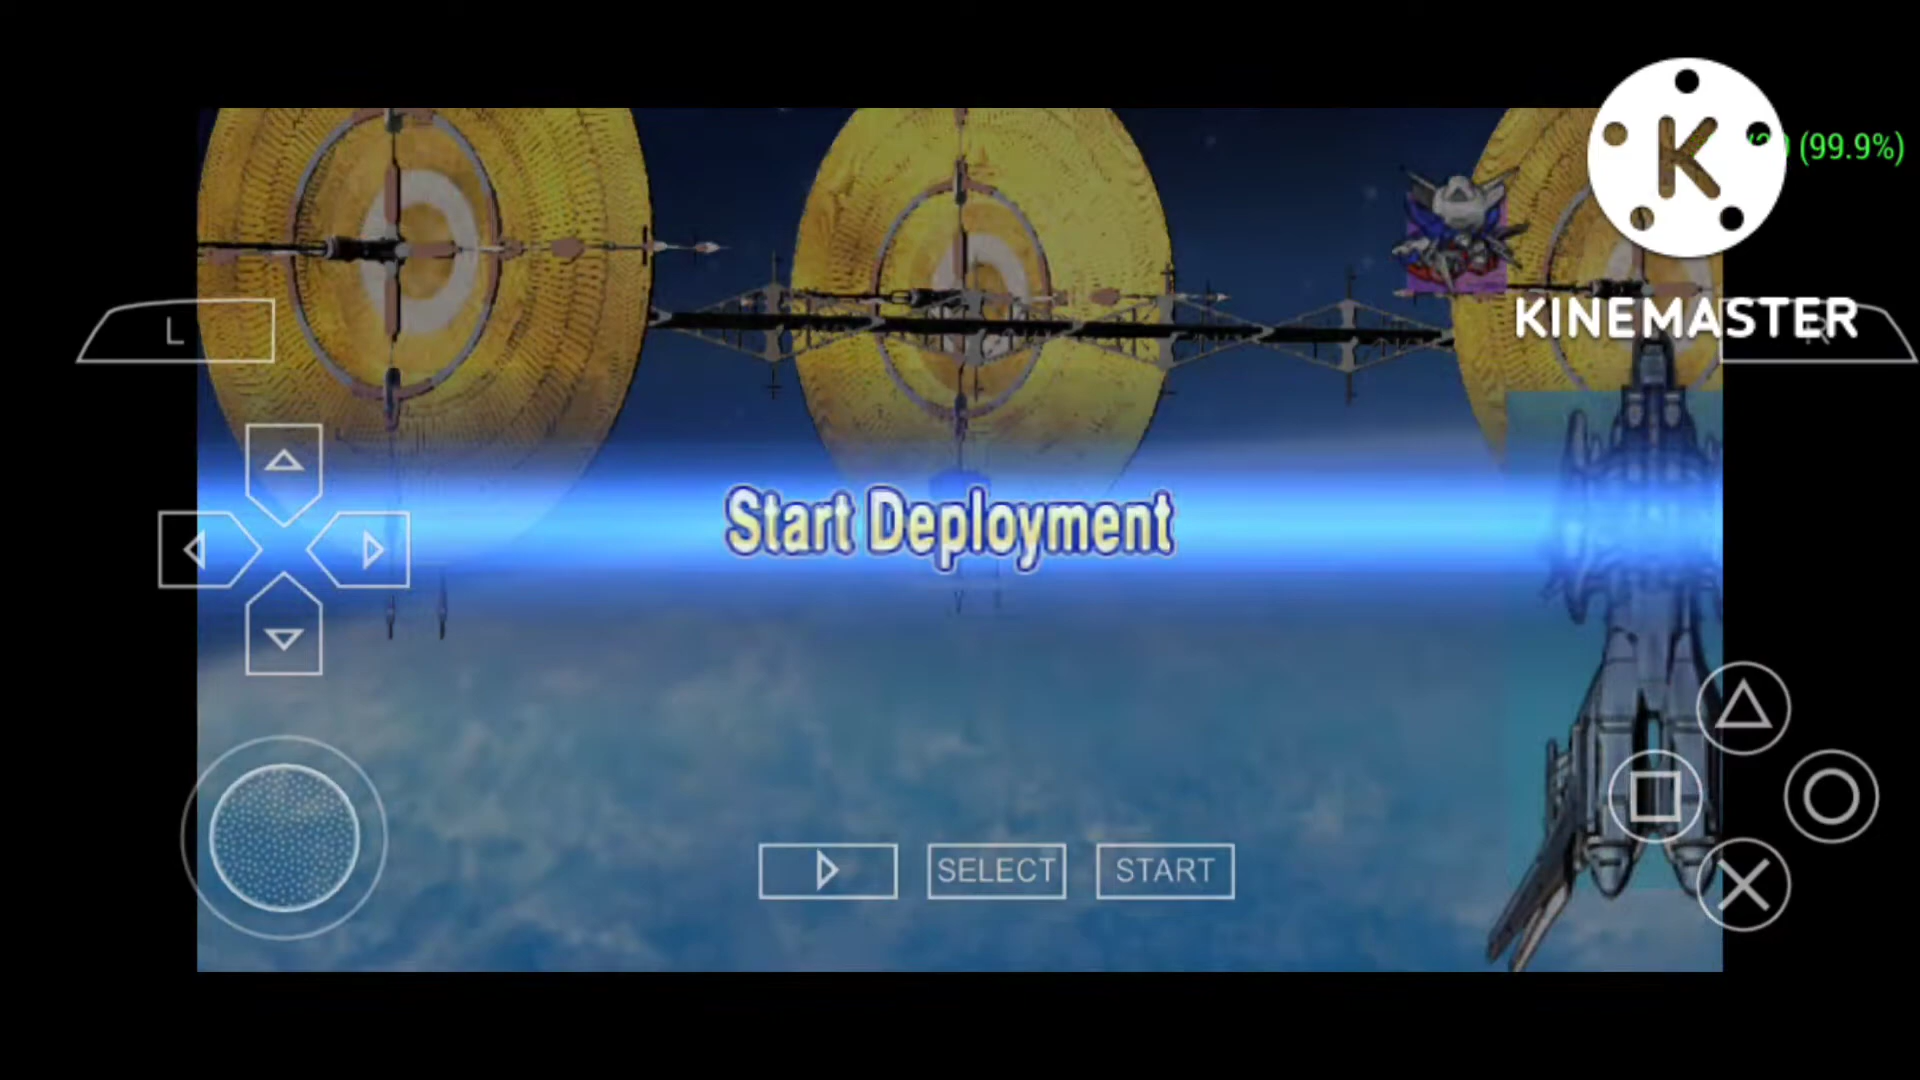 K
(99.9%)
KINEMASTER
L
R
Start Deployment
SELECT
START